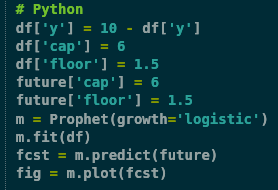 # Python
df['y'] = 10 - df['y']
df['cap'] = 6
df['floor'] = 1.5
future['cap'] = 6
future['floor'] = 1.5
m = Prophet(growth='logistic')
m.fit(df)
fcst = m.predict(future)
fig = m.plot(fcst)